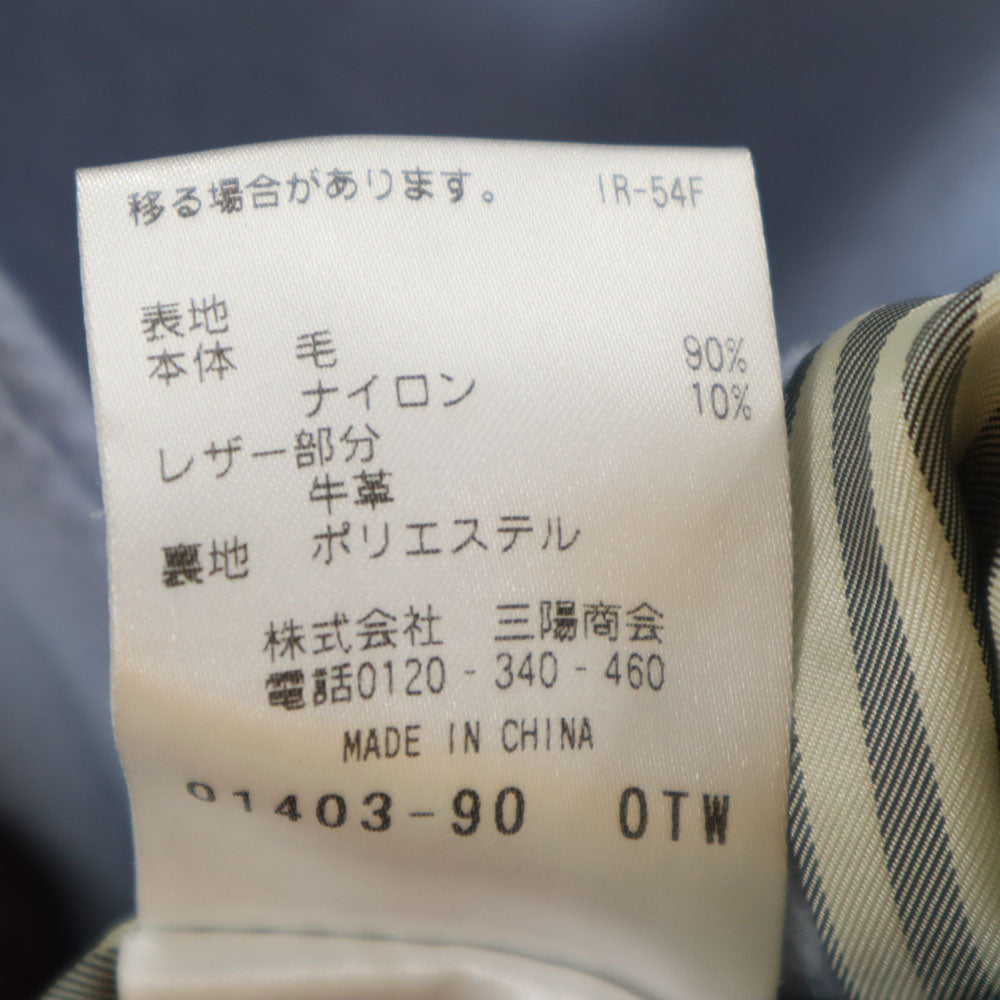 移る場合があります。 IR-54F
表地
本体 毛 90%
ナイロン 10%
レザー部分
牛革
裏地 ポリエステル
株式会社 三陽商会
電話0120-340-460
MADE IN CHINA
01403-90 OTW